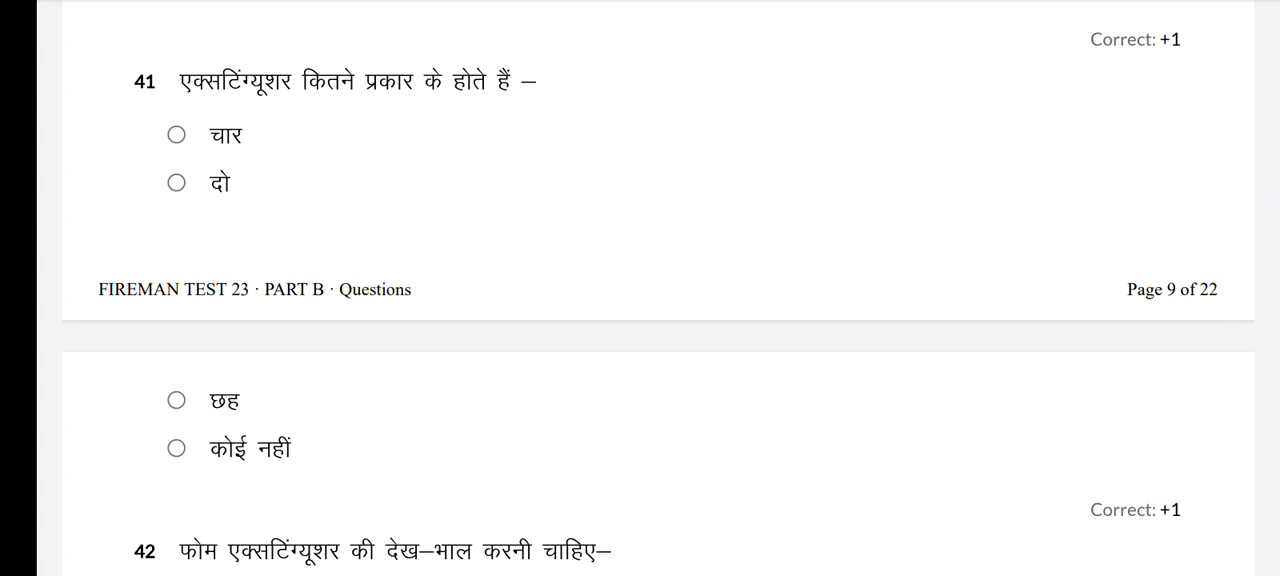 Correct: +1
41 एक्सटिंग्यूशर कितने प्रकार के होते हैं –
चार
दो
FIREMAN TEST 23 · PART B · Questions Page 9 of 22
छह
कोई नहीं
Correct: +1
42 फोम एक्सटिंग्यूशर की देख–भाल करनी चाहिए–